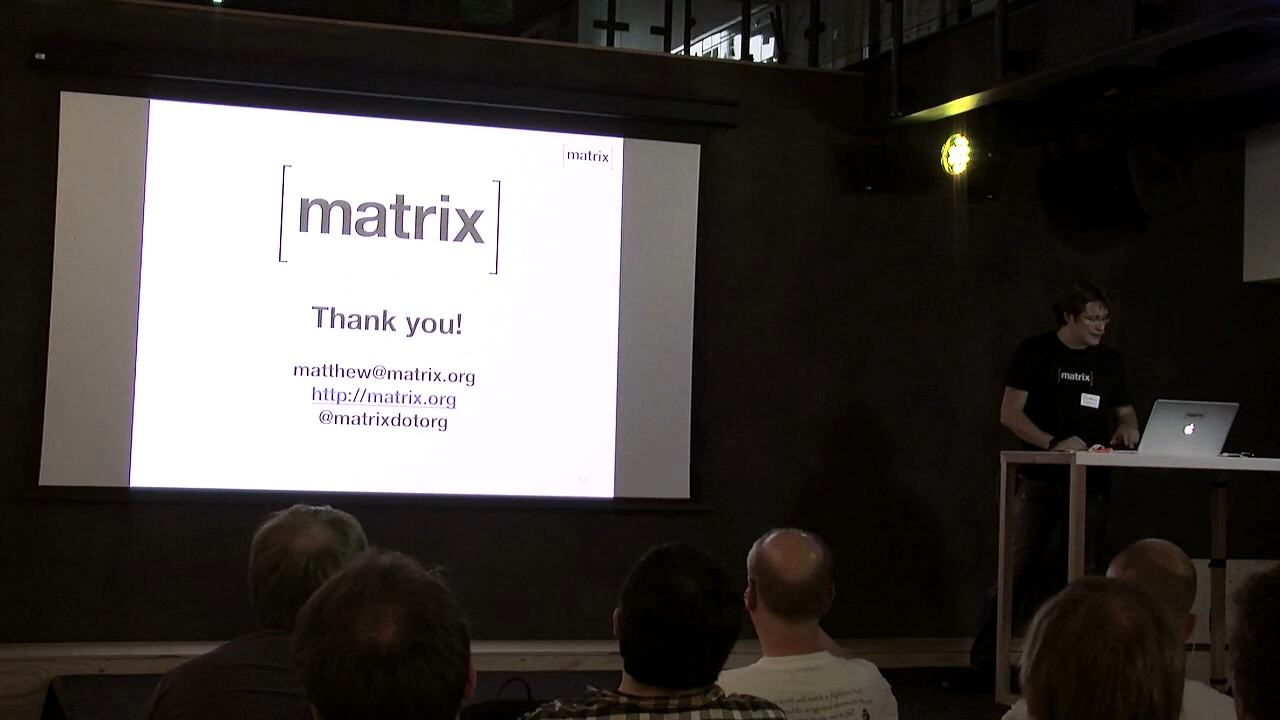 [matrix]
[matrix]
Thank you!
matthew@matrix.org
http://matrix.org
@matrixdotorg
[matrix]